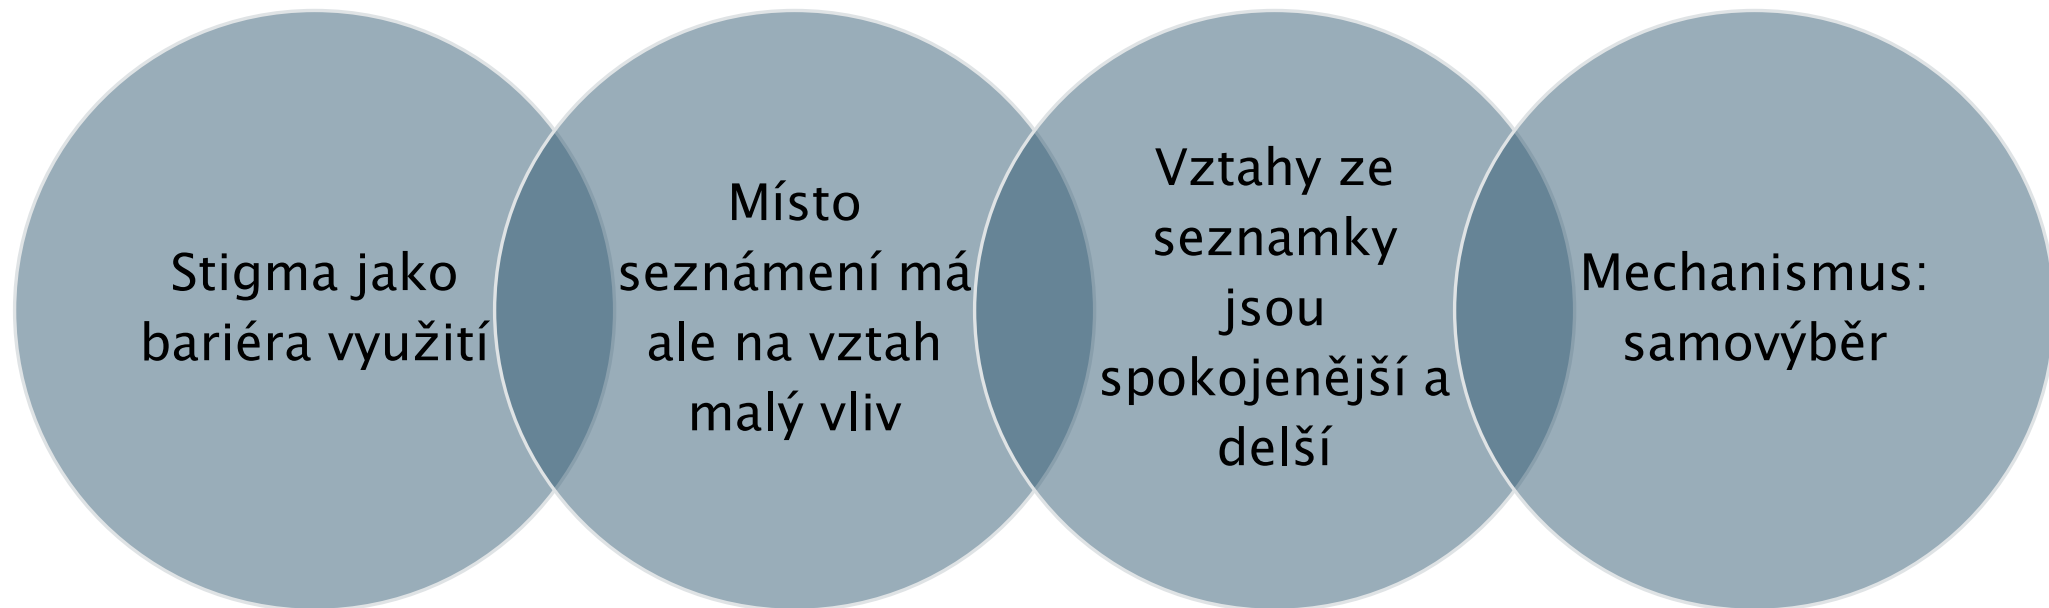 Stigma jako
bariéra využití
Místo
seznámení má
ale na vztah
malý vliv
Vztahy ze
seznamky
jsou
spokojenější a
delší
Mechanismus:
samovýběr